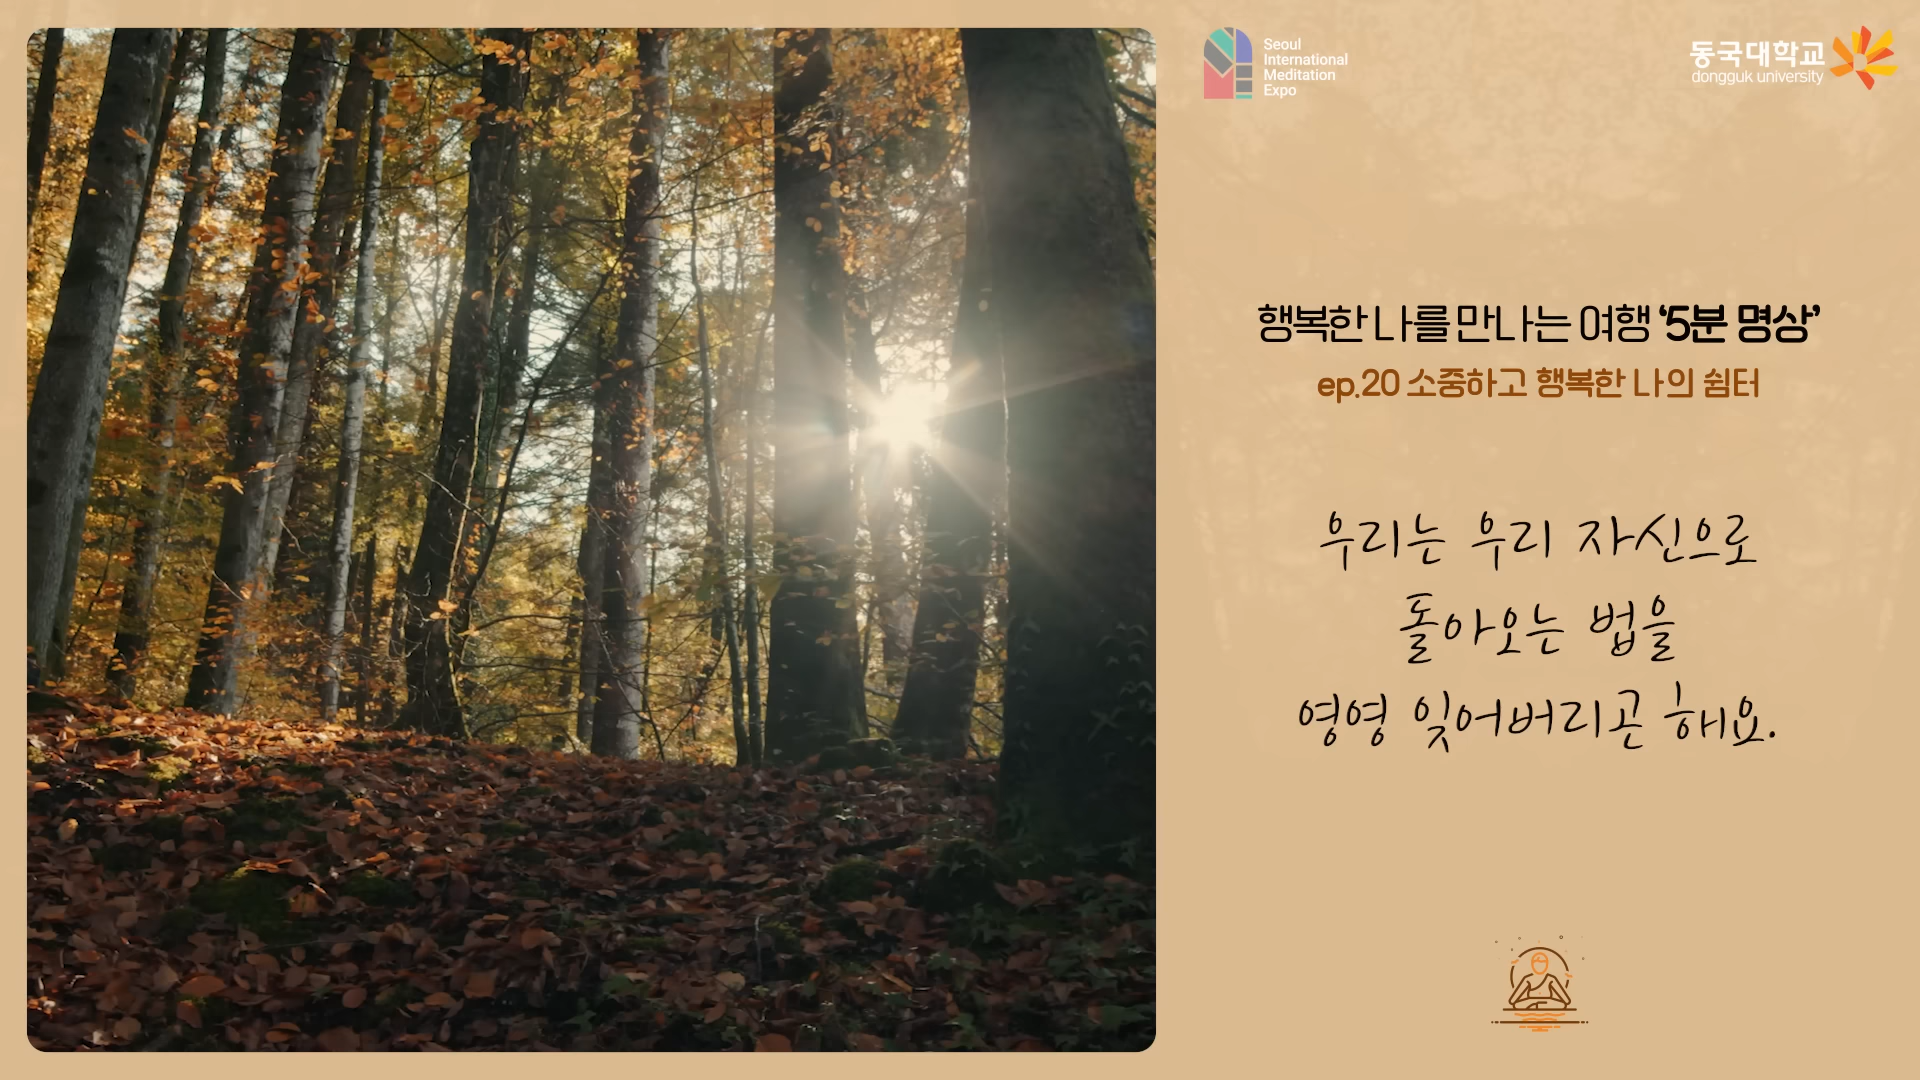 Seoul
International
Meditation
Expo
동국대학교
dongguk university
행복한 나를 만나는 여행 ‘5분 명상’
ep.20 소중하고 행복한 나의 쉼터
우리는 우리 자신으로
돌아오는 법을
영영 잊어버리곤 해요.